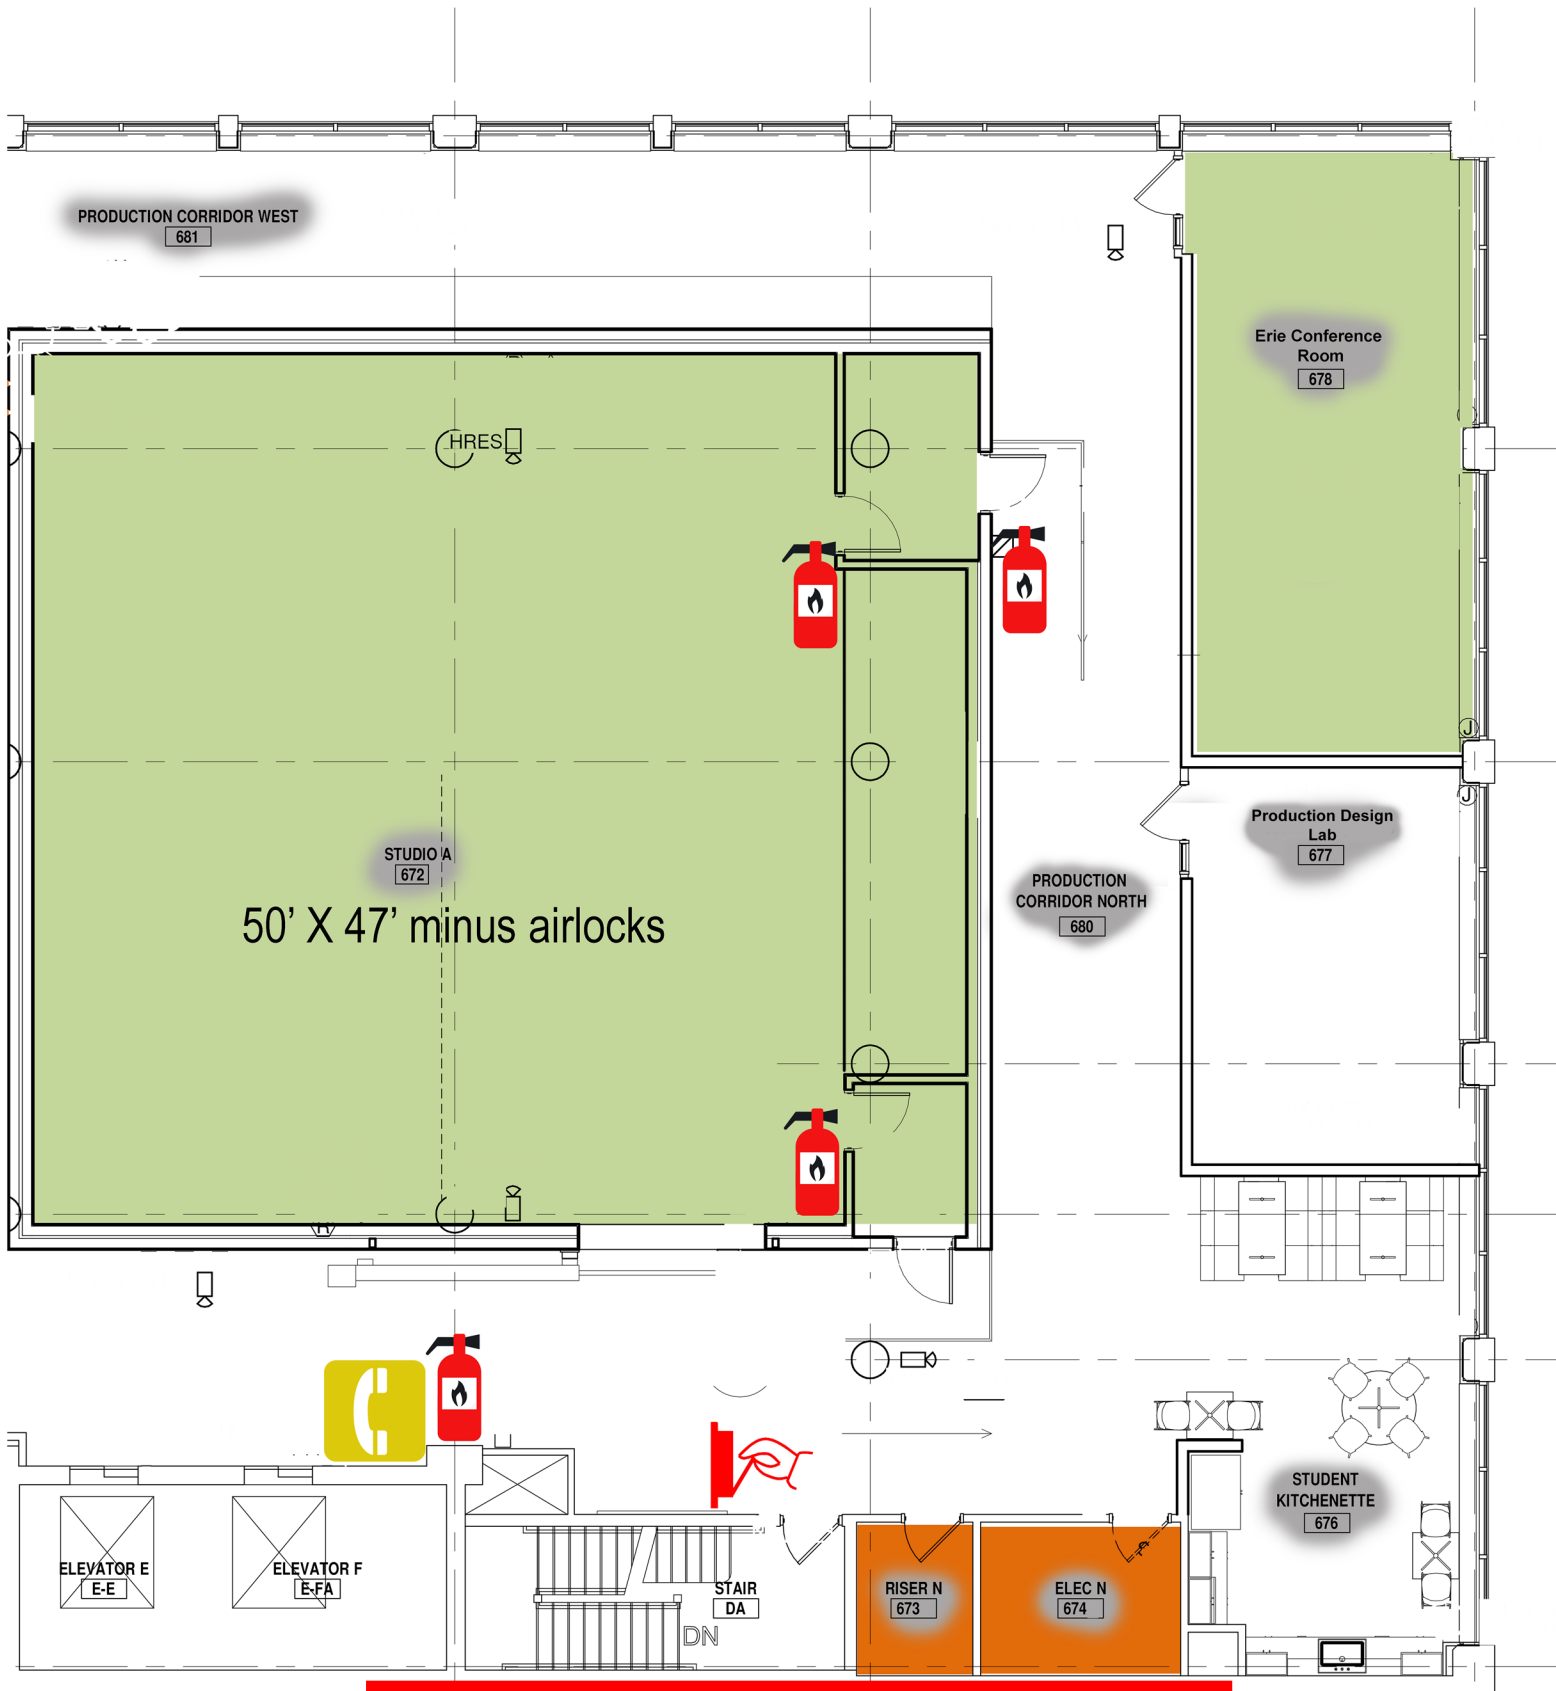 PRODUCTION CORRIDOR WEST
681
Erie Conference
Room
678
HRES
J
J
Production Design
Lab
677
STUDIO A
672
50’ X 47’ minus airlocks
PRODUCTION
CORRIDOR NORTH
680
STUDENT
KITCHENETTE
676
ELEVATOR E
E-E
ELEVATOR F
E-FA
STAIR
DA
DN
RISER N
673
ELEC N
674